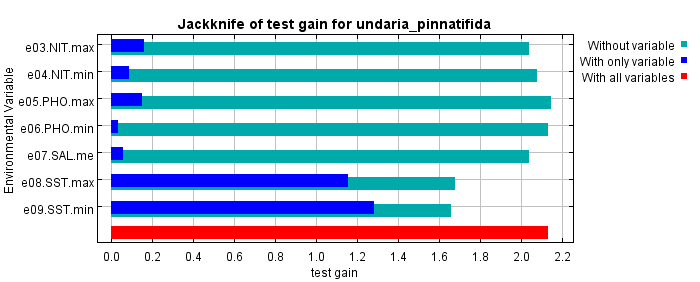 Jackknife of test gain for undaria_pinnatifida
Without variable
With only variable
With all variables
Environmental Variable
e03.NIT.max
e04.NIT.min
e05.PHO.max
e06.PHO.min
e07.SAL.me
e08.SST.max
e09.SST.min
0.0 0.2 0.4 0.6 0.8 1.0 1.2 1.4 1.6 1.8 2.0 2.2
test gain